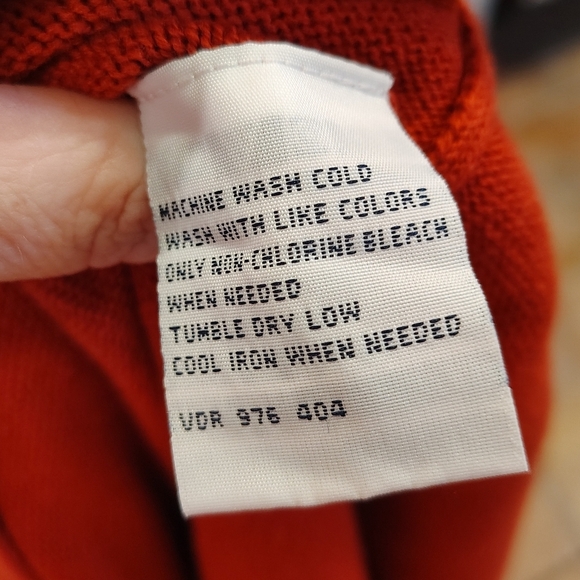 MACHINE WASH COLD
WASH WITH LIKE COLORS
ONLY NON-CHLORINE BLEACH
WHEN NEEDED
TUMBLE DRY LOW
COOL IRON WHEN NEEDED
VDR 976 404